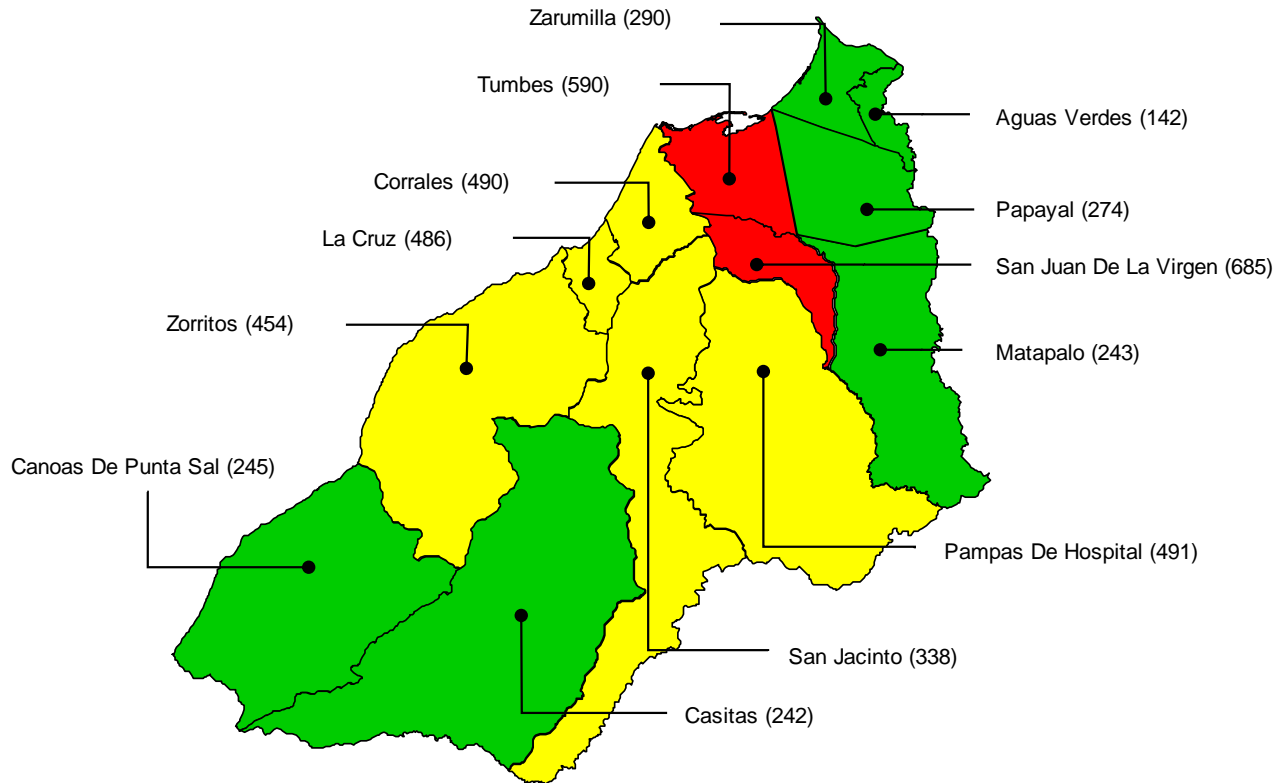 Zarumilla (290)
Tumbes (590)
Aguas Verdes (142)
Corrales (490)
Papayal (274)
La Cruz (486)
San Juan De La Virgen (685)
Zorritos (454)
Matapalo (243)
Canoas De Punta Sal (245)
Pampas De Hospital (491)
San Jacinto (338)
Casitas (242)